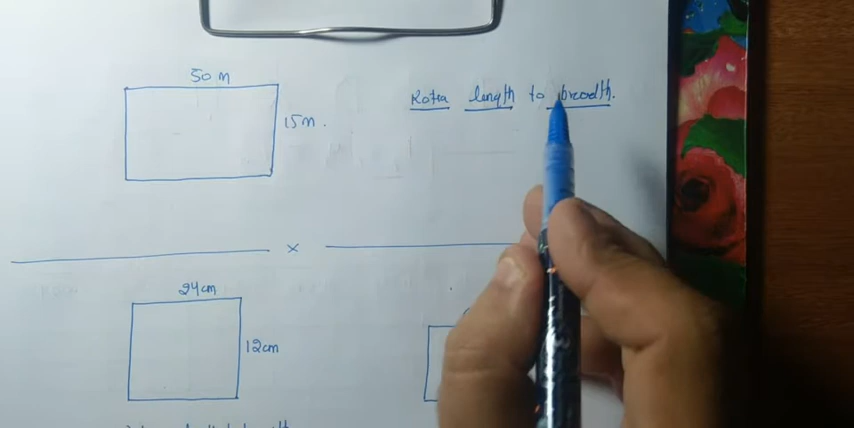 50 m
15m.
Ratio length to breadth.
x
24cm
12cm